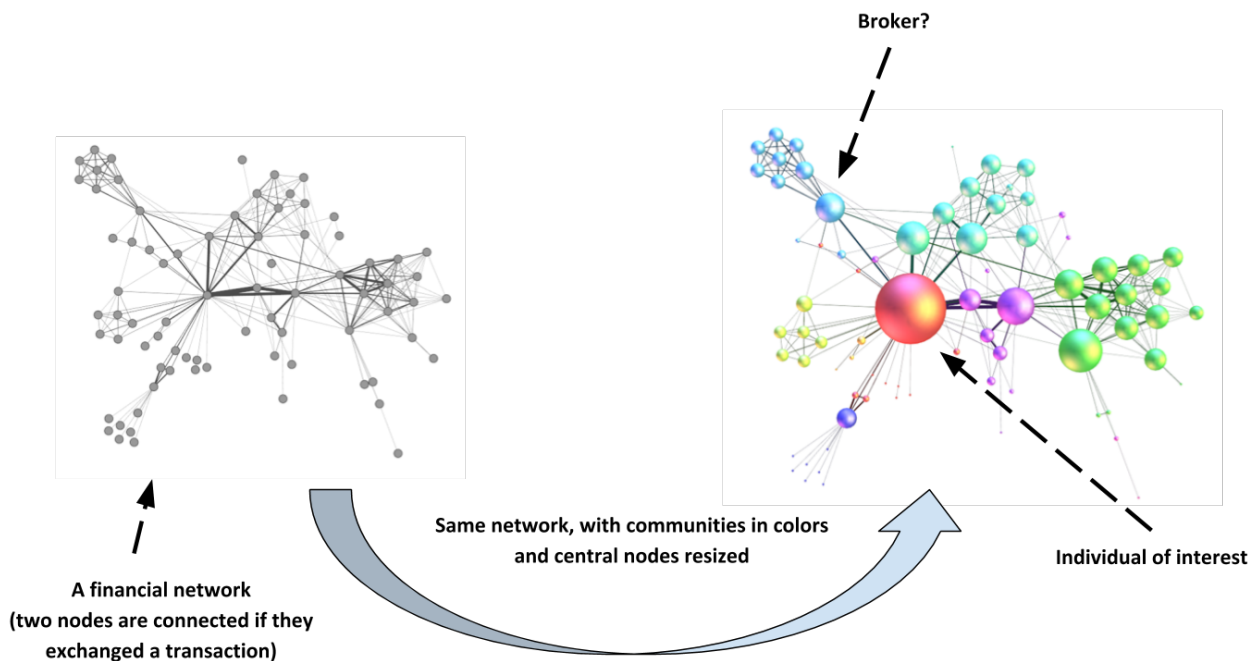 Broker?
Same network, with communities in colors
and central nodes resized
Individual of interest
A financial network
(two nodes are connected if they
exchanged a transaction)